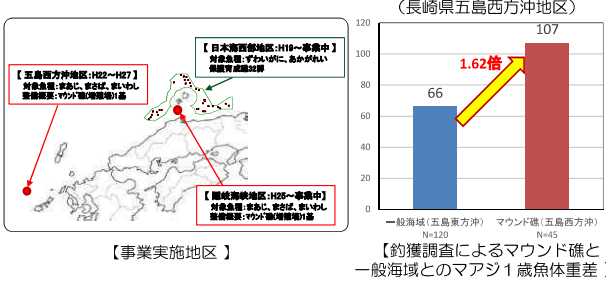 【 日本海西部地区：H19～事業中】
対象魚種：ずわいがに、あかがれい
保護育成礁32群
【 五島西方沖地区：H22～H27 】
対象魚種：まあじ、まさば、まいわし
整備概要：マウンド礁(増殖場)1基
【隠岐海峡地区：H25～事業中】
対象魚種：まあじ、まさば、まいわし
整備概要：マウンド礁(増殖場)1基
【事業実施地区 】
（長崎県五島西方沖地区）
120
100
80
60
40
20
0
66
107
1.62倍
一般海域（五島東方沖）
N=120
マウンド礁（五島西方沖）
N=45
【釣獲調査によるマウンド礁と
一般海域とのマアジ１歳魚体重差 】